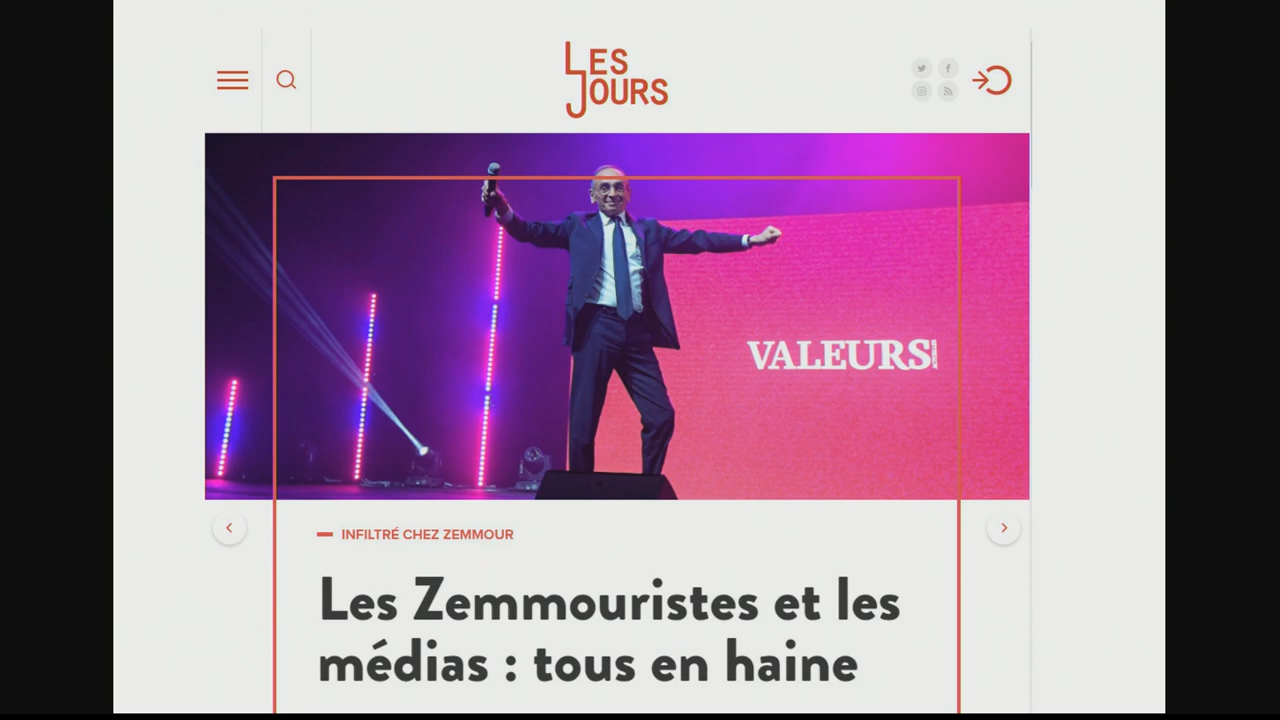 LES
JOURS
VALEURS
INFILTRÉ CHEZ ZEMMOUR
Les Zemmouristes et les
médias : tous en haine